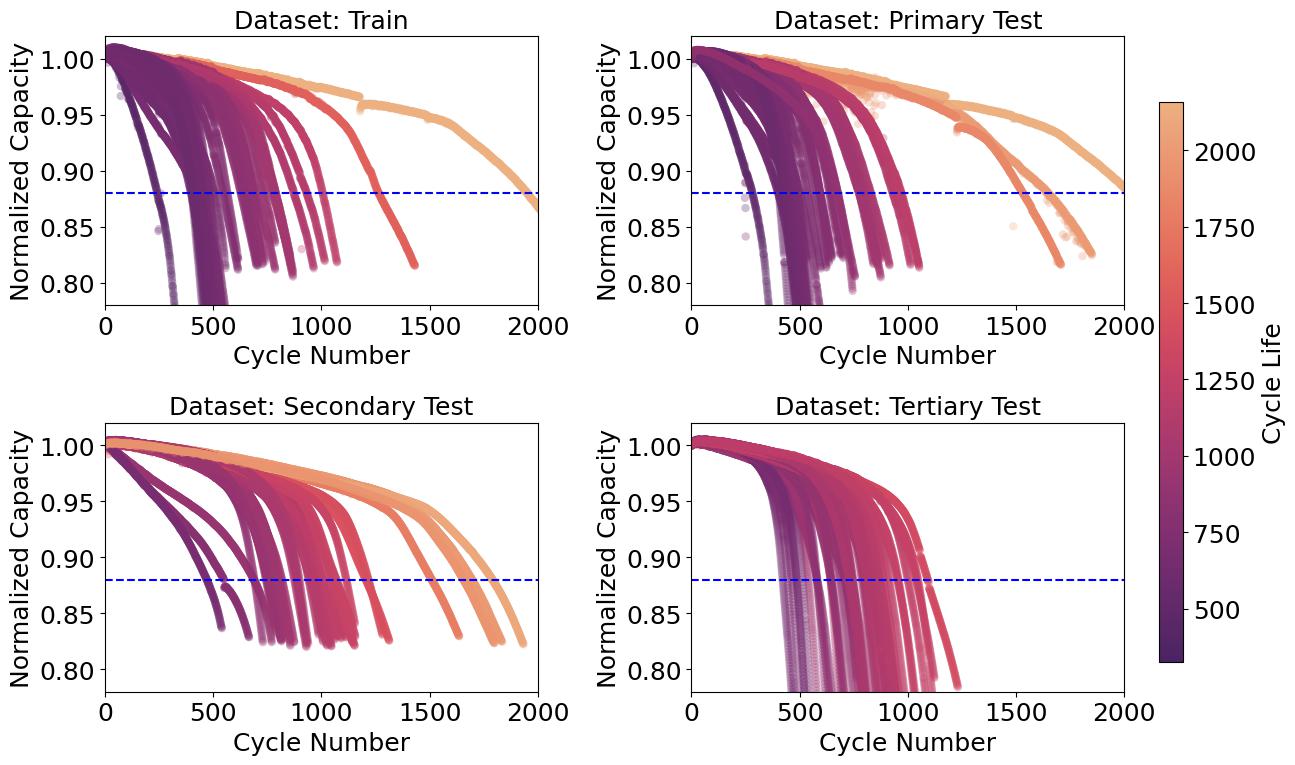 Dataset: Train
Normalized Capacity
1.00
0.95
0.90
0.85
0.80
0 500 1000 1500 2000
Cycle Number
Dataset: Primary Test
Normalized Capacity
1.00
0.95
0.90
0.85
0.80
0 500 1000 1500 2000
Cycle Number
Dataset: Secondary Test
Normalized Capacity
1.00
0.95
0.90
0.85
0.80
0 500 1000 1500 2000
Cycle Number
Dataset: Tertiary Test
Normalized Capacity
1.00
0.95
0.90
0.85
0.80
0 500 1000 1500 2000
Cycle Number
2000
1750
1500
1250
1000
750
500
Cycle Life